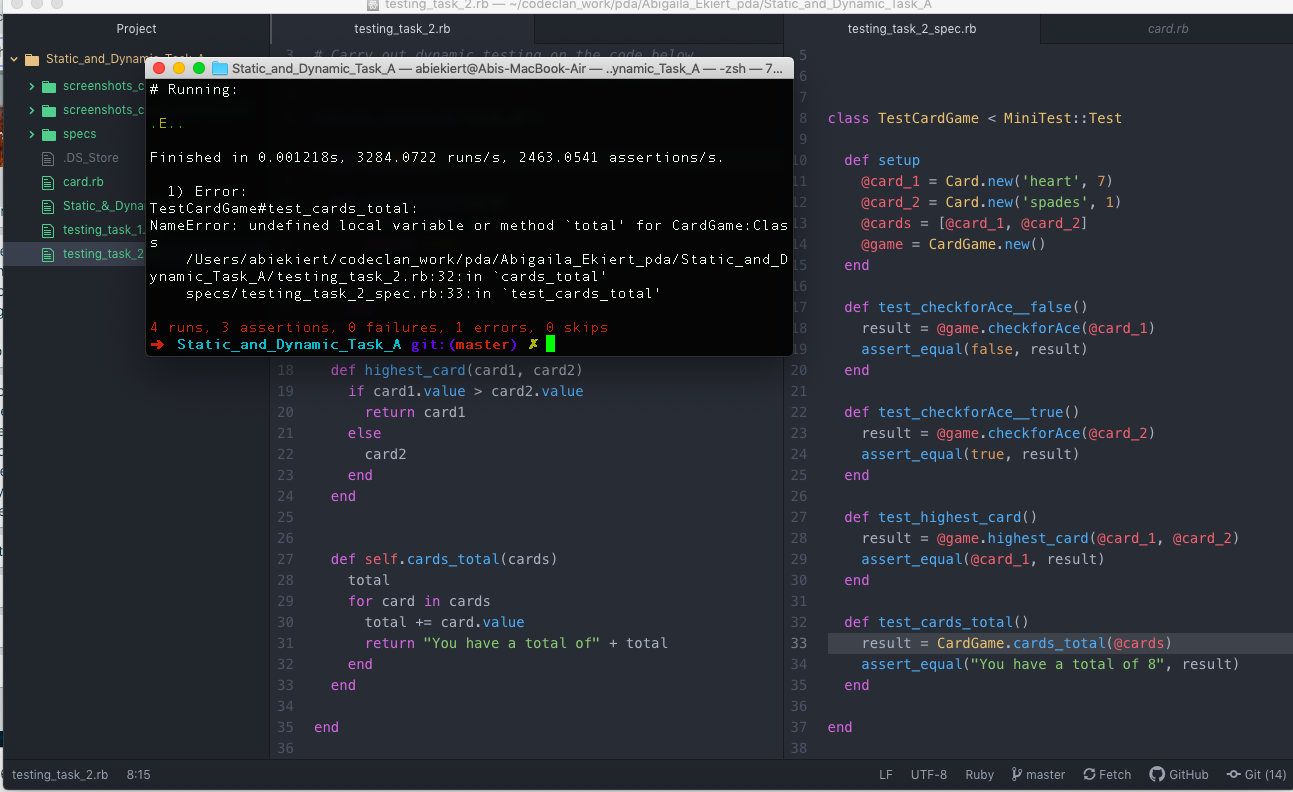 testing_task_2.rb — ~/codeclan_work/pda/Abigaila_Ekiert_pda/Static_and_Dynamic_Task_A
Project
testing_task_2.rb
testing_task_2_spec.rb
card.rb
Static_and_Dynamic_Task_A
screenshots_c
screenshots_c
specs
.DS_Store
card.rb
Static_&_Dyna
testing_task_1.
testing_task_2
3 # Carry out dynamic testing on the code below
Static_and_Dynamic_Task_A — abiekiert@Abis-MacBook-Air — ..ynamic_Task_A — -zsh — 7...
# Running:
.E..
Finished in 0.001218s, 3284.0722 runs/s, 2463.0541 assertions/s.
1) Error:
TestCardGame#test_cards_total:
NameError: undefined local variable or method `total' for CardGame:Clas
s
/Users/abiekiert/codeclan_work/pda/Abigaila_Ekiert_pda/Static_and_D
ynamic_Task_A/testing_task_2.rb:32:in `cards_total'
specs/testing_task_2_spec.rb:33:in `test_cards_total'
4 runs, 3 assertions, 0 failures, 1 errors, 0 skips
➜ Static_and_Dynamic_Task_A git:(master) ✗
18 def highest_card(card1, card2)
19 if card1.value > card2.value
20 return card1
21 else
22 card2
23 end
24 end
25
26
27 def self.cards_total(cards)
28 total
29 for card in cards
30 total += card.value
31 return "You have a total of" + total
32 end
33 end
34
35 end
36
5
6
7
8 class TestCardGame < MiniTest::Test
9
10 def setup
11 @card_1 = Card.new('heart', 7)
12 @card_2 = Card.new('spades', 1)
13 @cards = [@card_1, @card_2]
14 @game = CardGame.new()
15 end
16
17 def test_checkforAce__false()
18 result = @game.checkforAce(@card_1)
19 assert_equal(false, result)
20 end
21
22 def test_checkforAce__true()
23 result = @game.checkforAce(@card_2)
24 assert_equal(true, result)
25 end
26
27 def test_highest_card()
28 result = @game.highest_card(@card_1, @card_2)
29 assert_equal(@card_1, result)
30 end
31
32 def test_cards_total()
33 result = CardGame.cards_total(@cards)
34 assert_equal("You have a total of 8", result)
35 end
36
37 end
38
testing_task_2.rb 8:15
LF UTF-8 Ruby master Fetch GitHub Git (14)